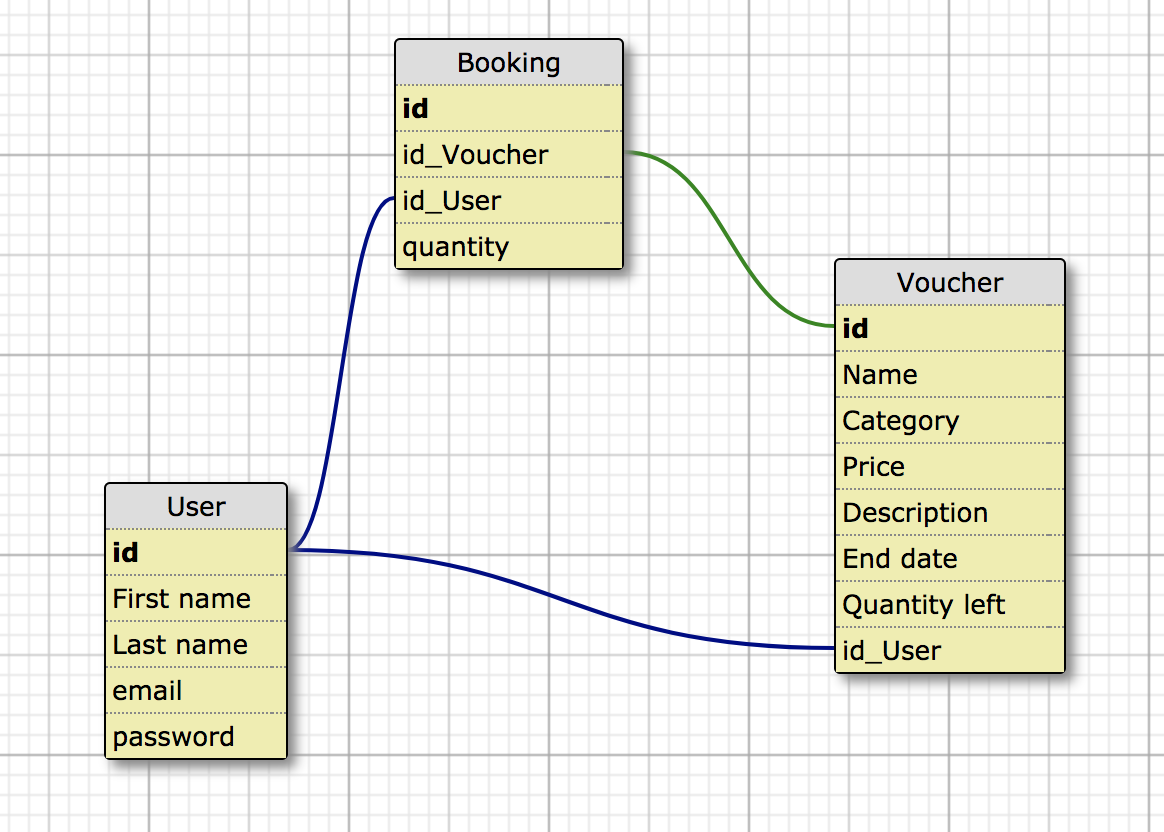 Booking
id
id_Voucher
id_User
quantity
Voucher
id
Name
Category
Price
Description
End date
Quantity left
id_User
User
id
First name
Last name
email
password